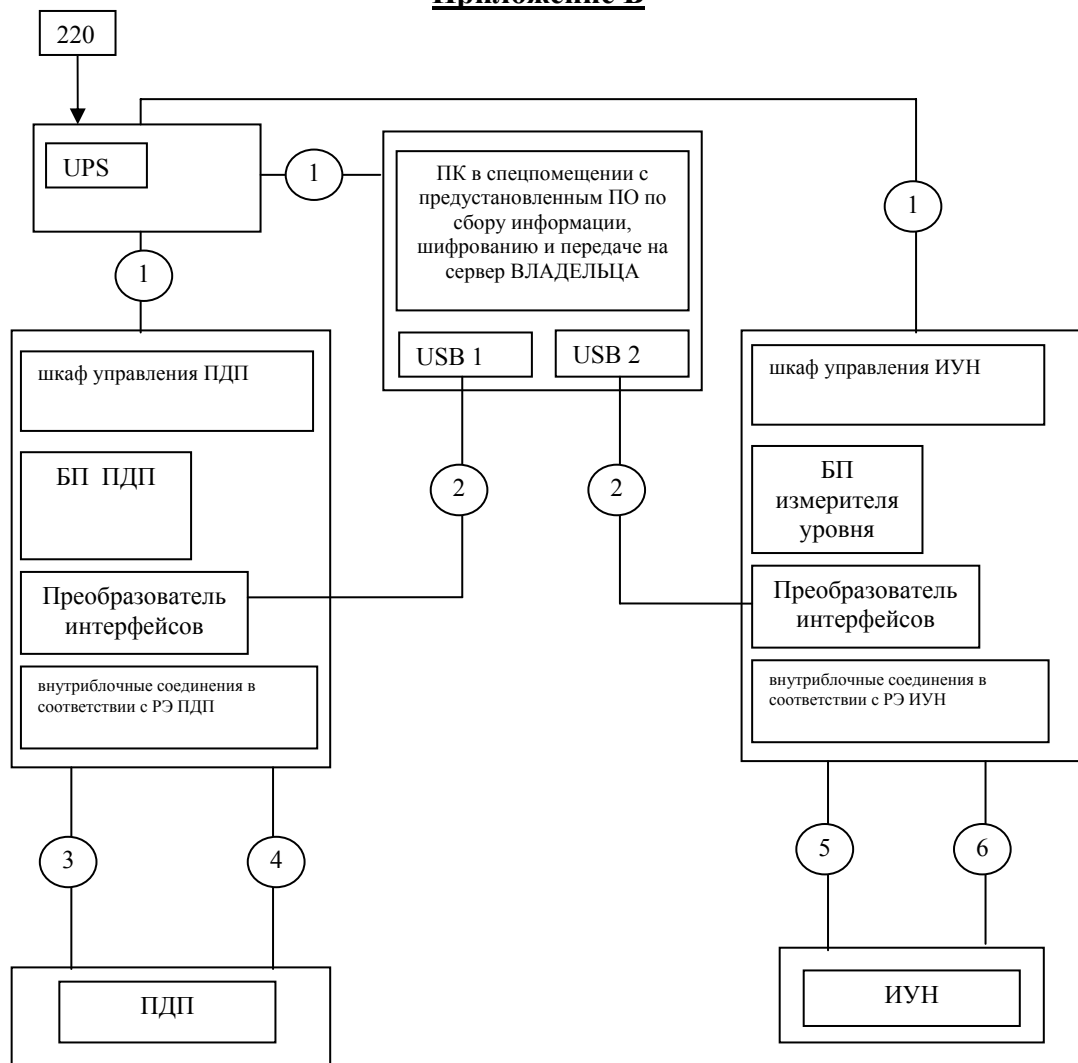 Приложение В
220
UPS
1
ПК в спецпомещении с
предустановленным ПО по
сбору информации,
шифрованию и передаче на
сервер ВЛАДЕЛЬЦА
1
1
USB 1
USB 2
шкаф управления ПДП
шкаф управления ИУН
БП ПДП
БП
измерителя
уровня
2
2
Преобразователь
интерфейсов
Преобразователь
интерфейсов
внутриблочные соединения в
соответствии с РЭ ПДП
внутриблочные соединения в
соответствии с РЭ ИУН
3
4
5
6
ПДП
ИУН